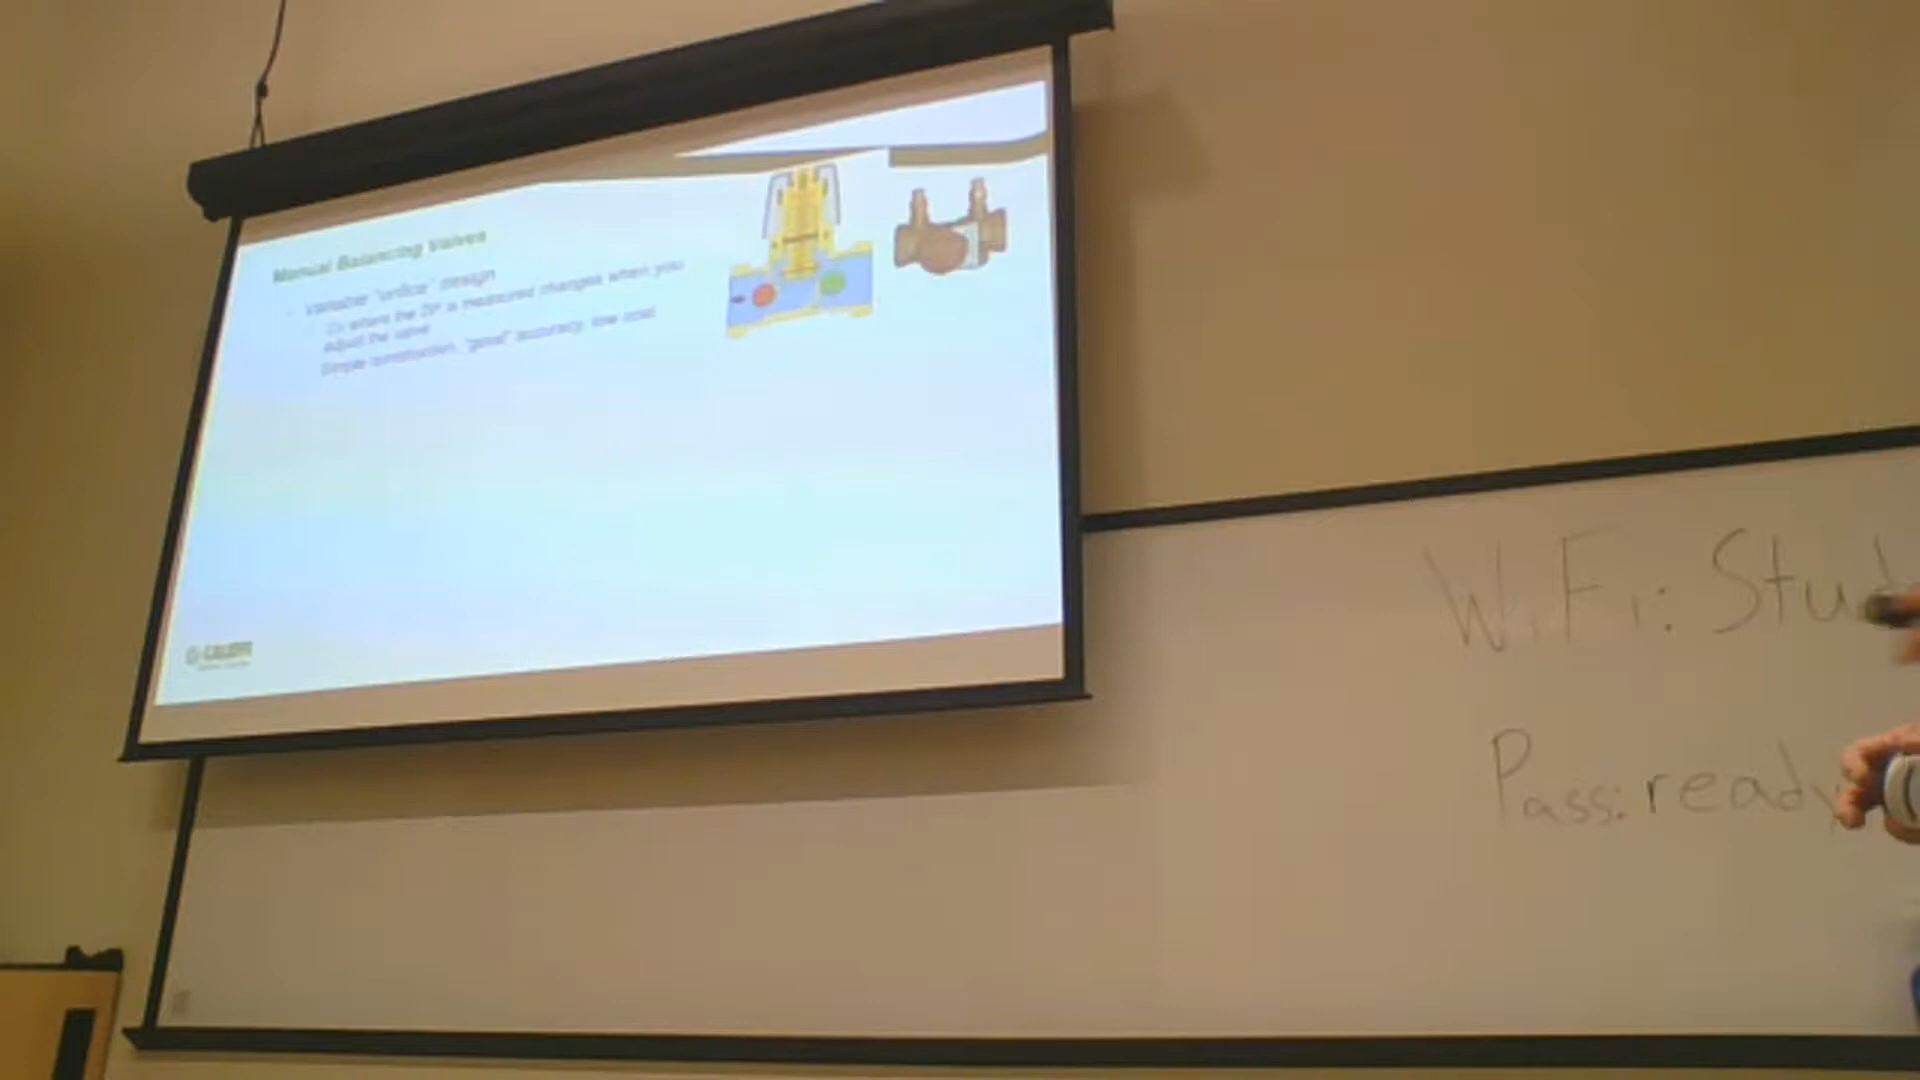 Manual Balancing Valves
Variable "orifice" design
Cv where the DP is measured changes when you
Adjust the valve
Simple construction, "good" accuracy, low cost
CALEFFI
WiFi: Stud
Pass: ready